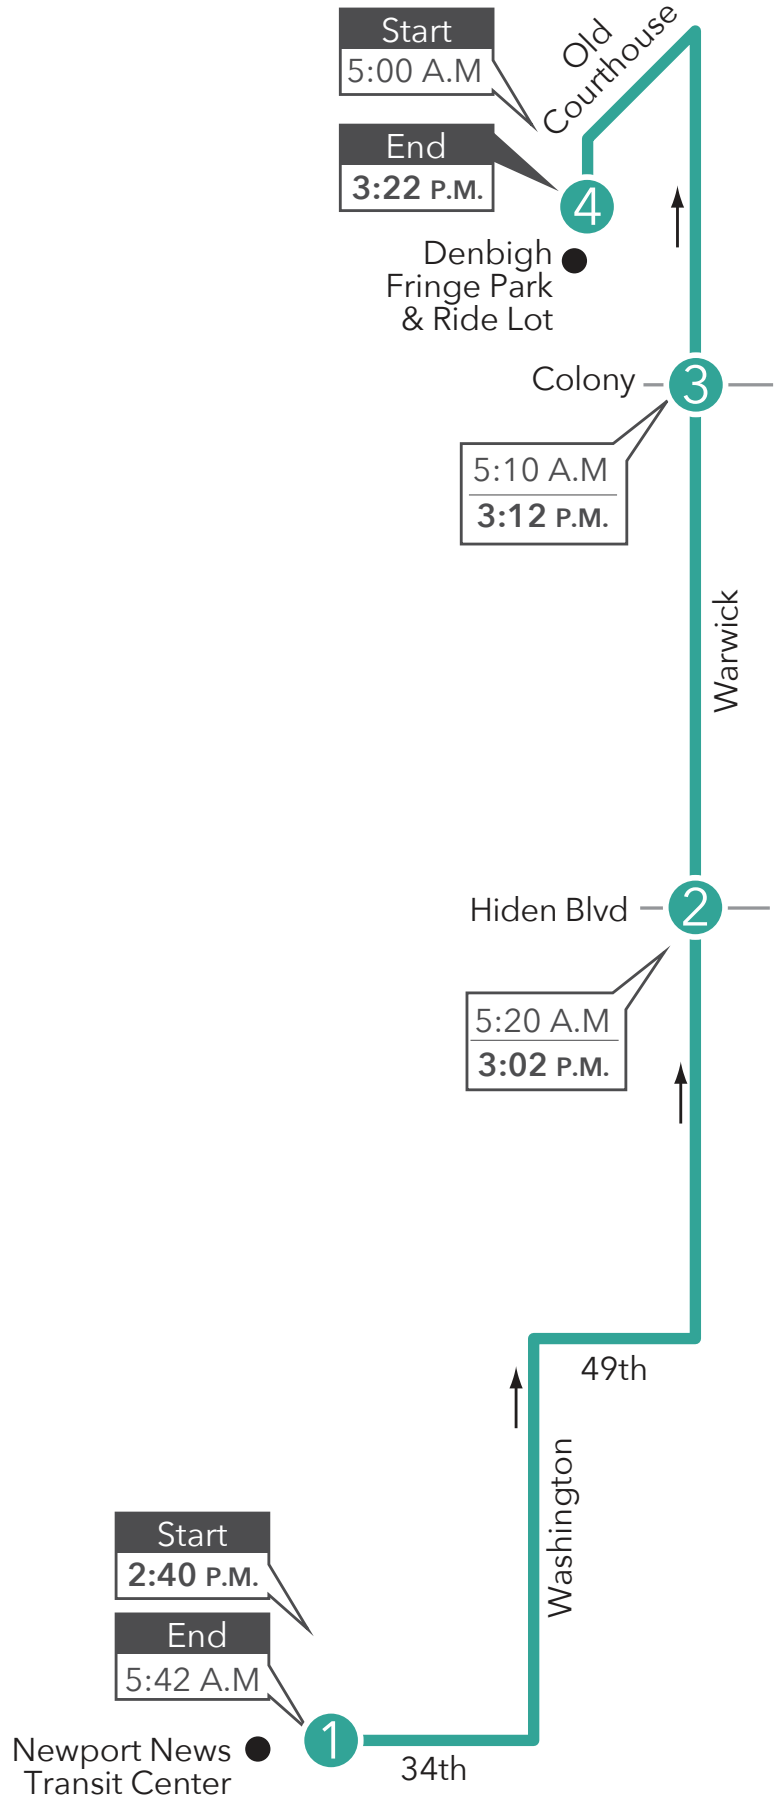 Start
5:00 A.M
Old
Courthouse
End
3:22 P.M.
4
Denbigh
Fringe Park
& Ride Lot
Colony
3
5:10 A.M
3:12 P.M.
Warwick
Hiden Blvd
2
5:20 A.M
3:02 P.M.
49th
Washington
Start
2:40 P.M.
End
5:42 A.M
1
Newport News
Transit Center
34th